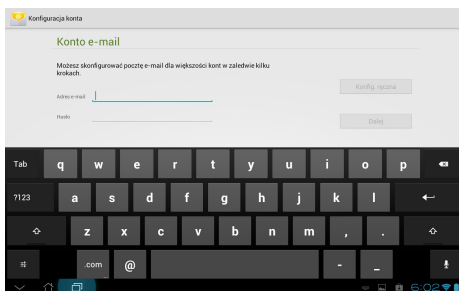 Konfiguracja konta
Konto e-mail
Możesz skonfigurować pocztę e-mail dla większości kont w zaledwie kilku
krokach.
Konfig. ręczna
Adres e-mail
Hasło
Dalej
Tab q w e r t y u i o p
?123 a s d f g h j k l
z x c v b n m , .
.com @ - _
6:02